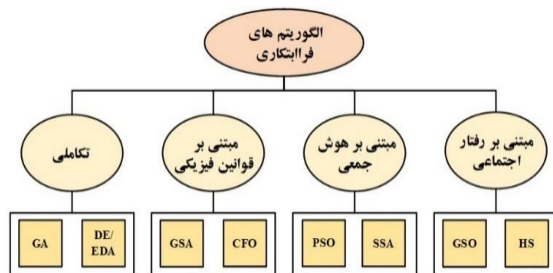 الگوریتم های
فراابتکاری
مبتنی بر رفتار
اجتماعی
مبتنی بر هوش
جمعی
مبتنی بر
قوانین فیزیکی
تکاملی
GA
DE/
EDA
GSA
CFO
PSO
SSA
GSO
HS